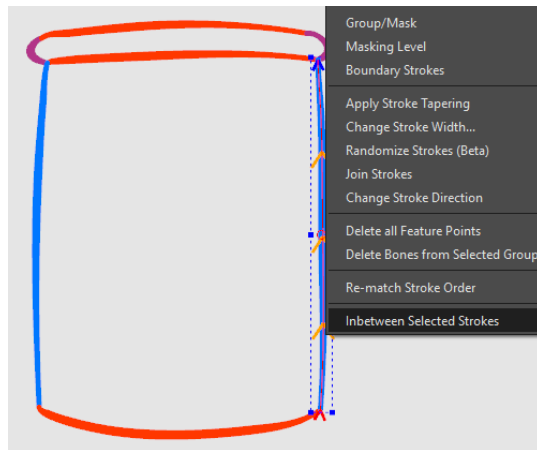 Group/Mask
Masking Level
Boundary Strokes
Apply Stroke Tapering
Change Stroke Width...
Randomize Strokes (Beta)
Join Strokes
Change Stroke Direction
Delete all Feature Points
Delete Bones from Selected Group
Re-match Stroke Order
Inbetween Selected Strokes